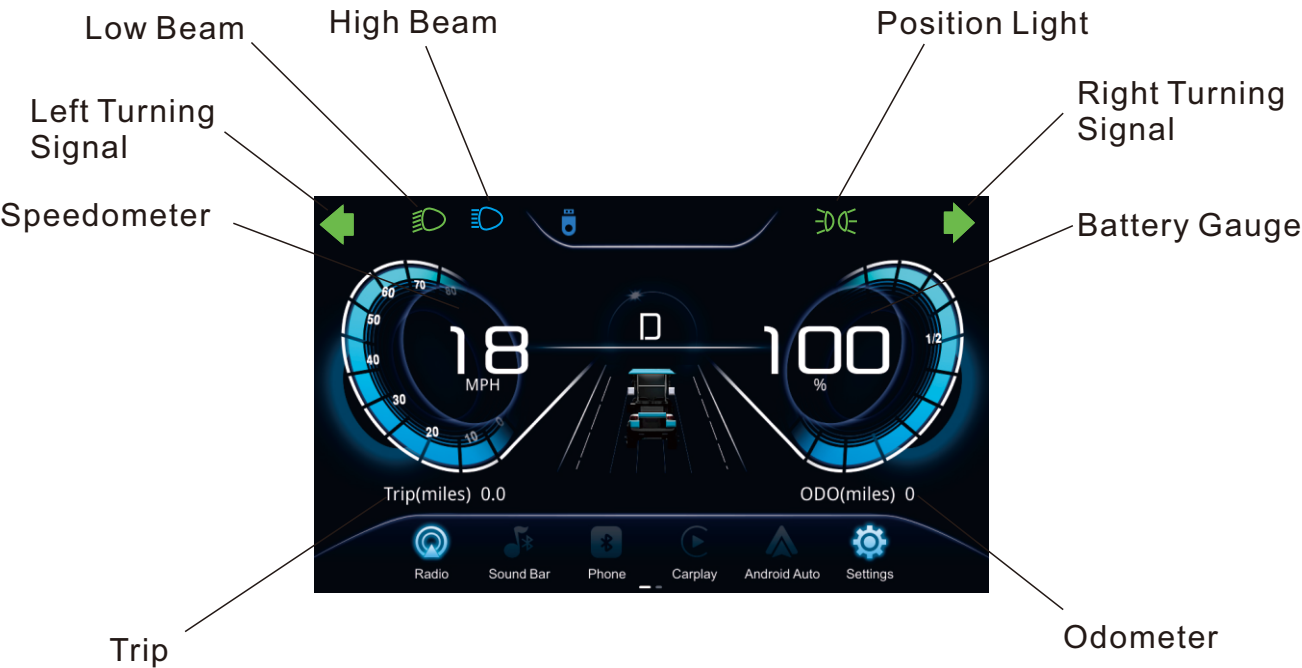 Low Beam
High Beam
Position Light
Left Turning
Signal
Right Turning
Signal
Speedometer
Battery Gauge
60
70
80
50
40
30
20
10
0
18
MPH
D
100
%
1/2
Trip(miles) 0.0
ODO(miles) 0
Radio
Sound Bar
Phone
Carplay
Android Auto
Settings
Trip
Odometer